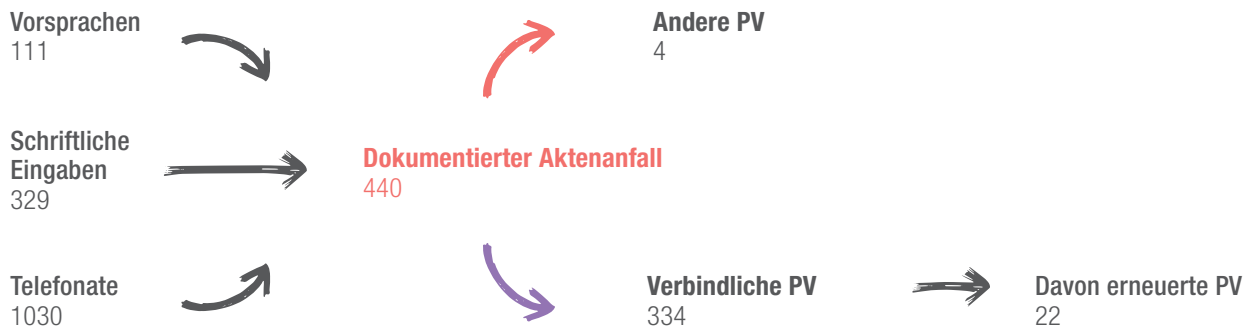 Vorsprachen
111
Schriftliche
Eingaben
329
Telefonate
1030
Dokumentierter Aktenanfall
440
Andere PV
4
Verbindliche PV
334
Davon erneuerte PV
22